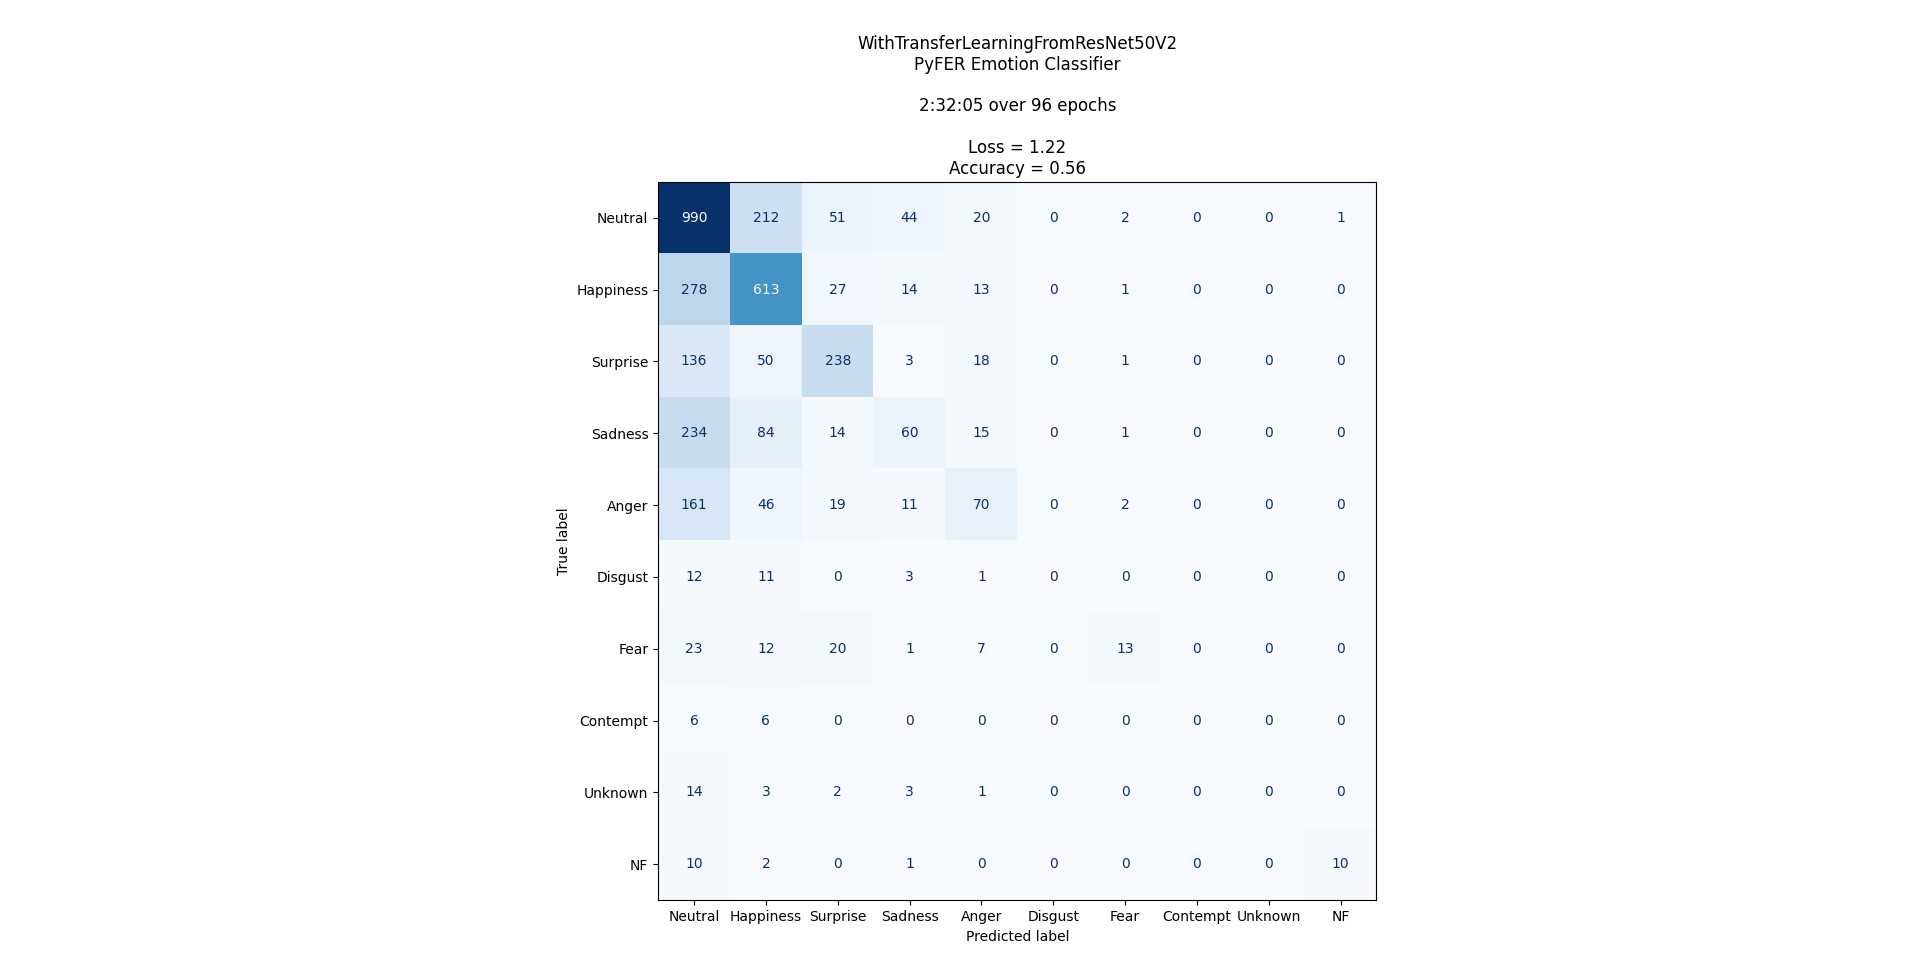 WithTransferLearningFromResNet50V2
PyFER Emotion Classifier
2:32:05 over 96 epochs
Loss = 1.22
Accuracy = 0.56
True label
Neutral 990 212 51 44 20 0 2 0 0 1
Happiness 278 613 27 14 13 0 1 0 0 0
Surprise 136 50 238 3 18 0 1 0 0 0
Sadness 234 84 14 60 15 0 1 0 0 0
Anger 161 46 19 11 70 0 2 0 0 0
Disgust 12 11 0 3 1 0 0 0 0 0
Fear 23 12 20 1 7 0 13 0 0 0
Contempt 6 6 0 0 0 0 0 0 0 0
Unknown 14 3 2 3 1 0 0 0 0 0
NF 10 2 0 1 0 0 0 0 0 10
Neutral Happiness Surprise Sadness Anger Disgust Fear Contempt Unknown NF
Predicted label